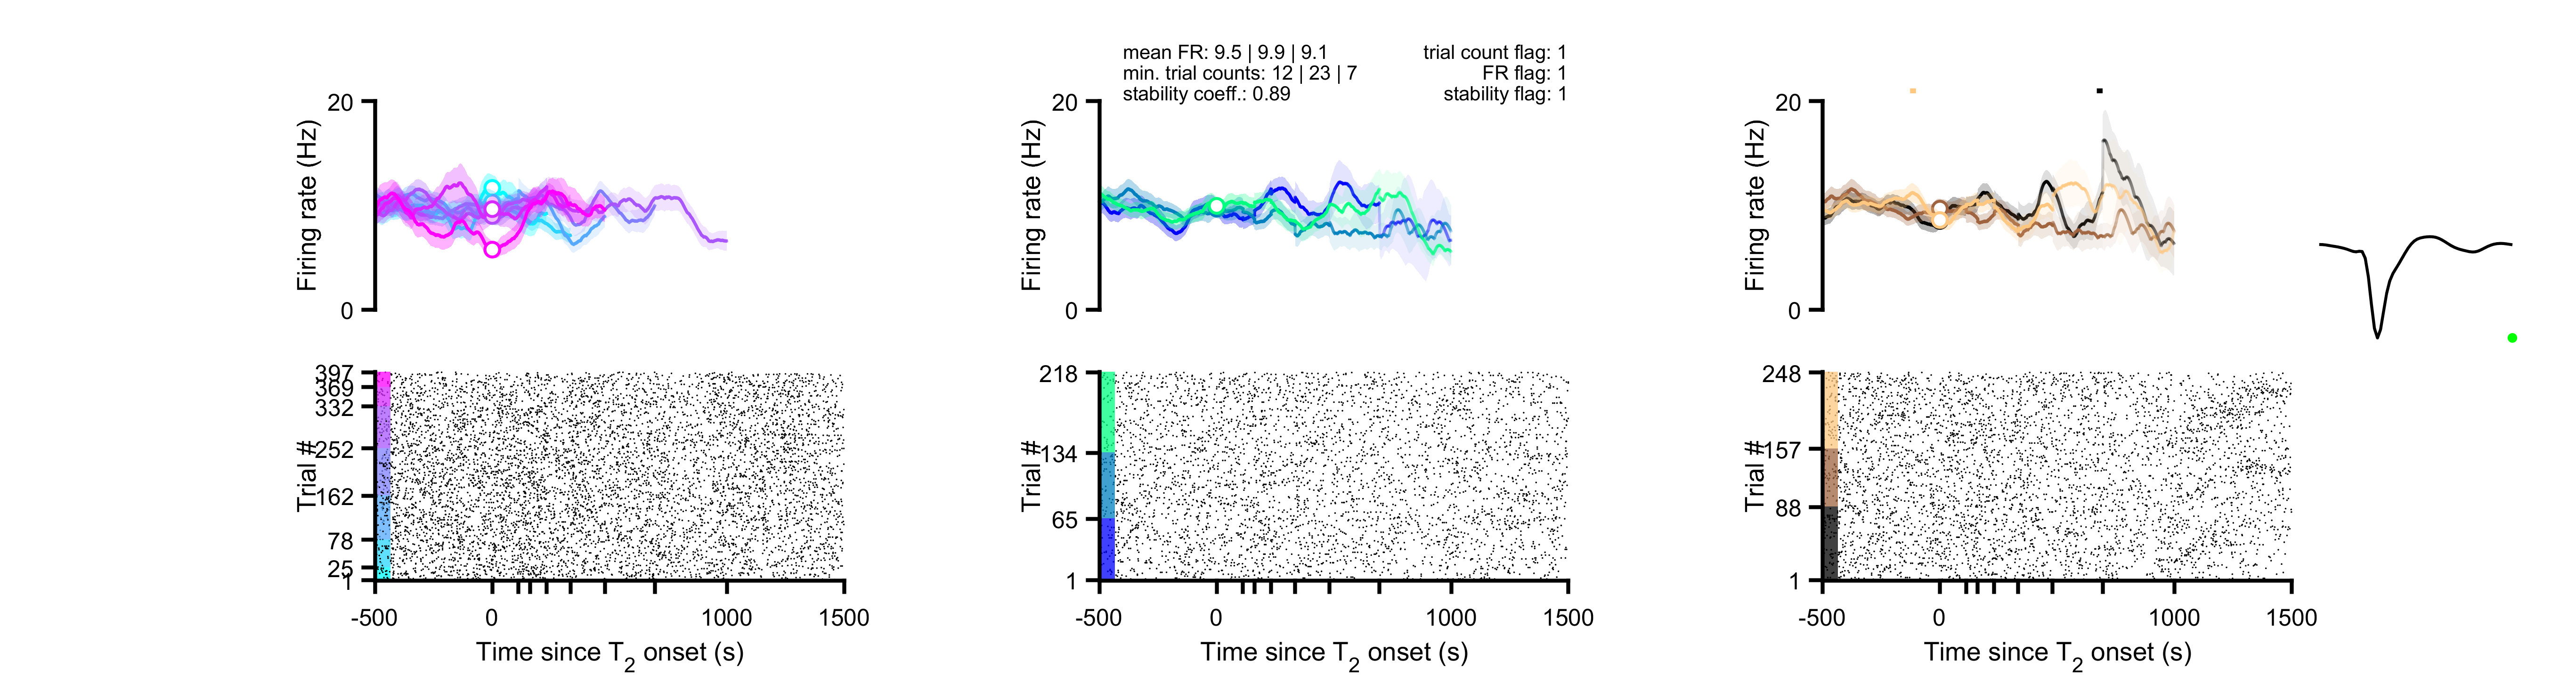 mean FR: 9.5 | 9.9 | 9.1
min. trial counts: 12 | 23 | 7
stability coeff.: 0.89
trial count flag: 1
FR flag: 1
stability flag: 1
Firing rate (Hz)
20
0
Firing rate (Hz)
20
0
Firing rate (Hz)
20
0
Trial #
397
369
332
252
162
78
25
1
-500 0 1000 1500
Time since T2 onset (s)
Trial #
218
134
65
1
-500 0 1000 1500
Time since T2 onset (s)
Trial #
248
157
88
1
-500 0 1000 1500
Time since T2 onset (s)